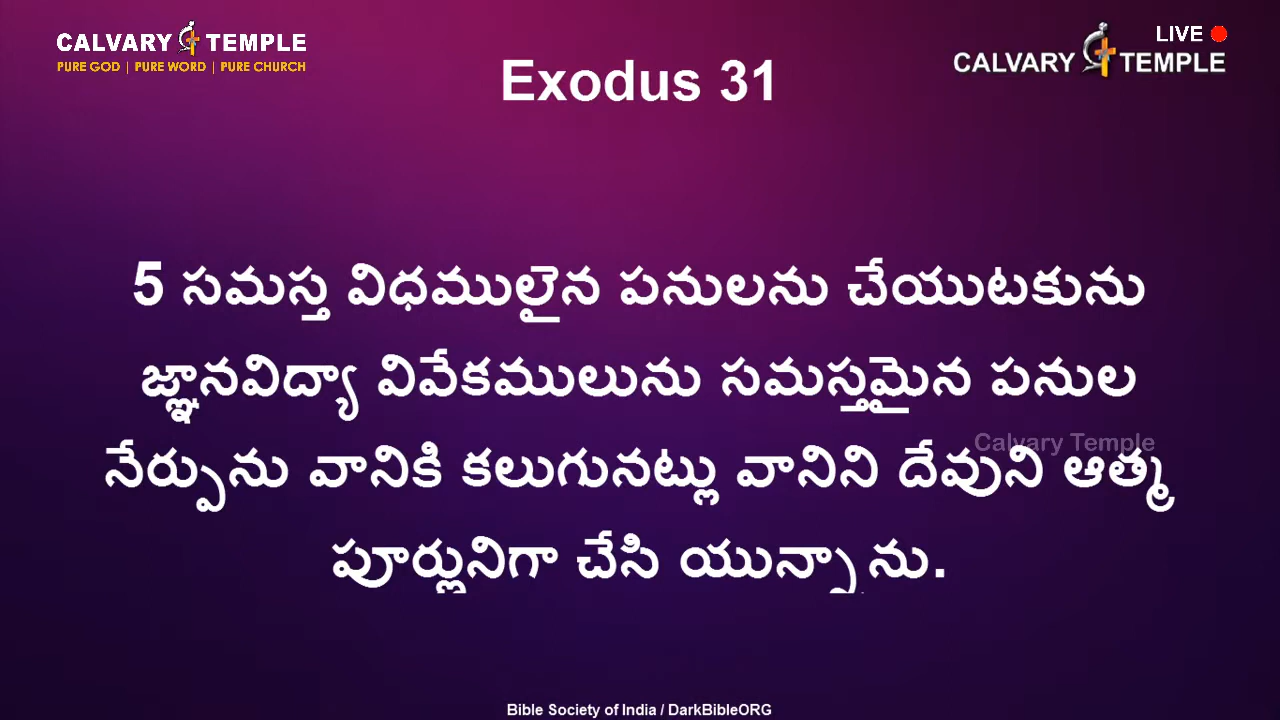 CALVARY TEMPLE
PURE GOD | PURE WORD | PURE CHURCH
LIVE
CALVARY TEMPLE
Exodus 31
5 సమస్త విధములైన పనులను చేయుటకును
జ్ఞానవిద్యా వివేకములును సమస్తమైన పనుల
Calvary Temple
నేర్పును వానికి కలుగునట్లు వానిని దేవుని ఆత్మ
పూర్ణునిగా చేసి యున్నాను.
Bible Society of India / DarkBibleORG